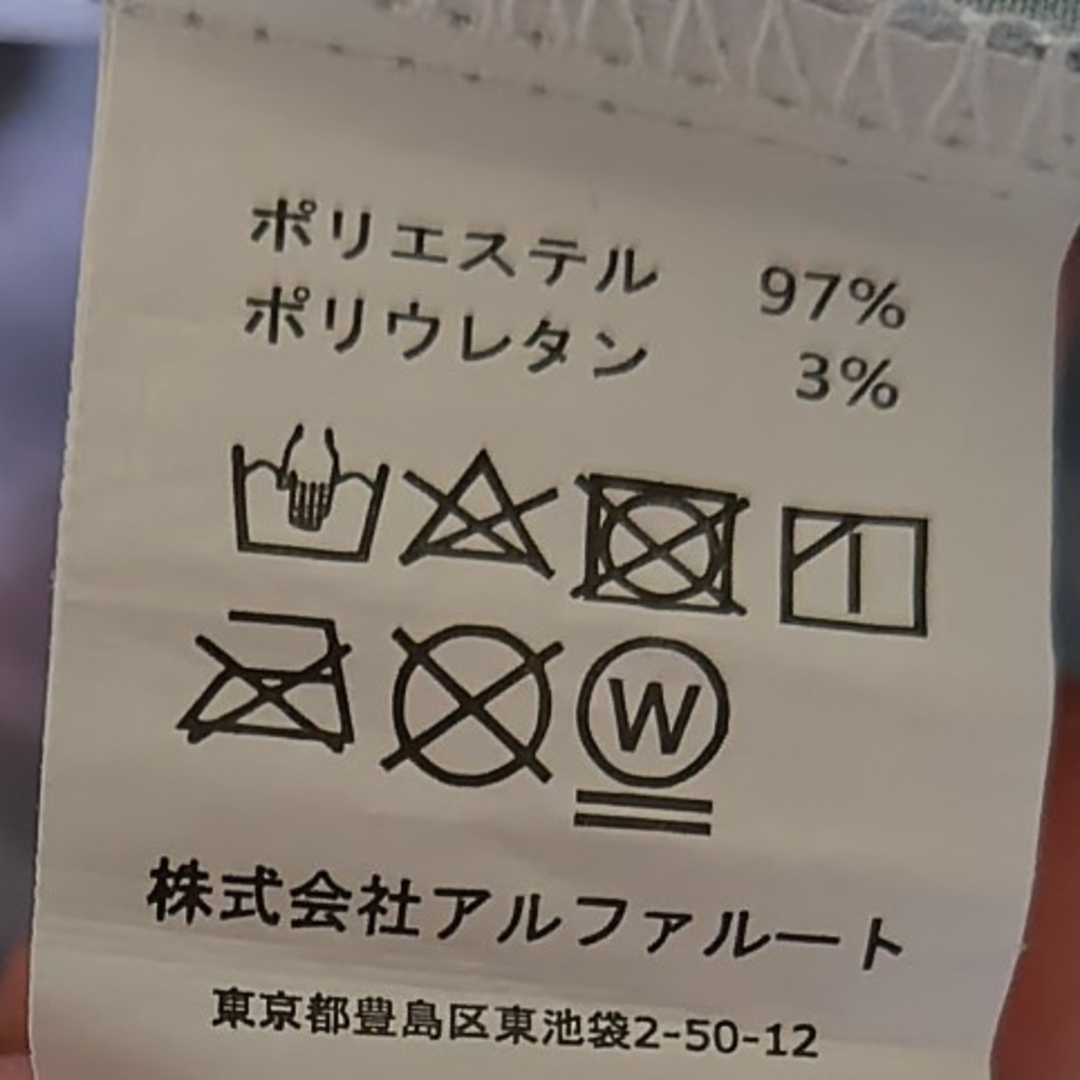 ポリエステル 97%
ポリウレタン 3%
W
株式会社アルファルート
東京都豊島区東池袋2-50-12